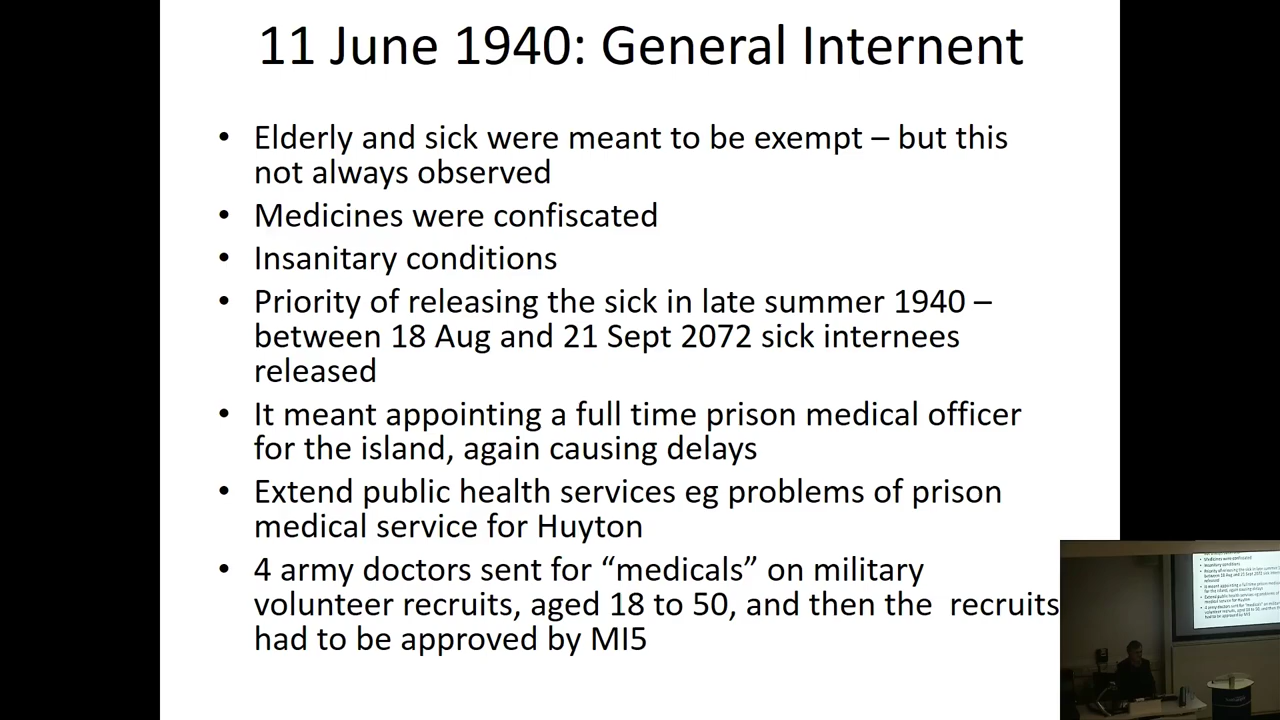 11 June 1940: General Internent
• Elderly and sick were meant to be exempt – but this
not always observed
• Medicines were confiscated
• Insanitary conditions
• Priority of releasing the sick in late summer 1940 –
between 18 Aug and 21 Sept 2072 sick internees
released
• It meant appointing a full time prison medical officer
for the island, again causing delays
• Extend public health services eg problems of prison
medical service for Huyton
• 4 army doctors sent for “medicals” on military
volunteer recruits, aged 18 to 50, and then the recruits
had to be approved by MI5